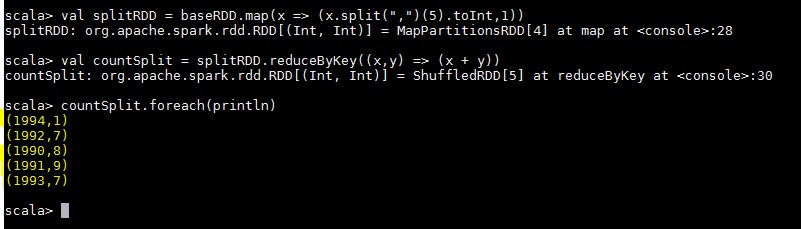 scala> val splitRDD = baseRDD.map(x => (x.split(",")(5).toInt,1))
splitRDD: org.apache.spark.rdd.RDD[(Int, Int)] = MapPartitionsRDD[4] at map at <console>:28
scala> val countSplit = splitRDD.reduceByKey((x,y) => (x + y))
countSplit: org.apache.spark.rdd.RDD[(Int, Int)] = ShuffledRDD[5] at reduceByKey at <console>:30
scala> countSplit.foreach(println)
(1994,1)
(1992,7)
(1990,8)
(1991,9)
(1993,7)
scala>